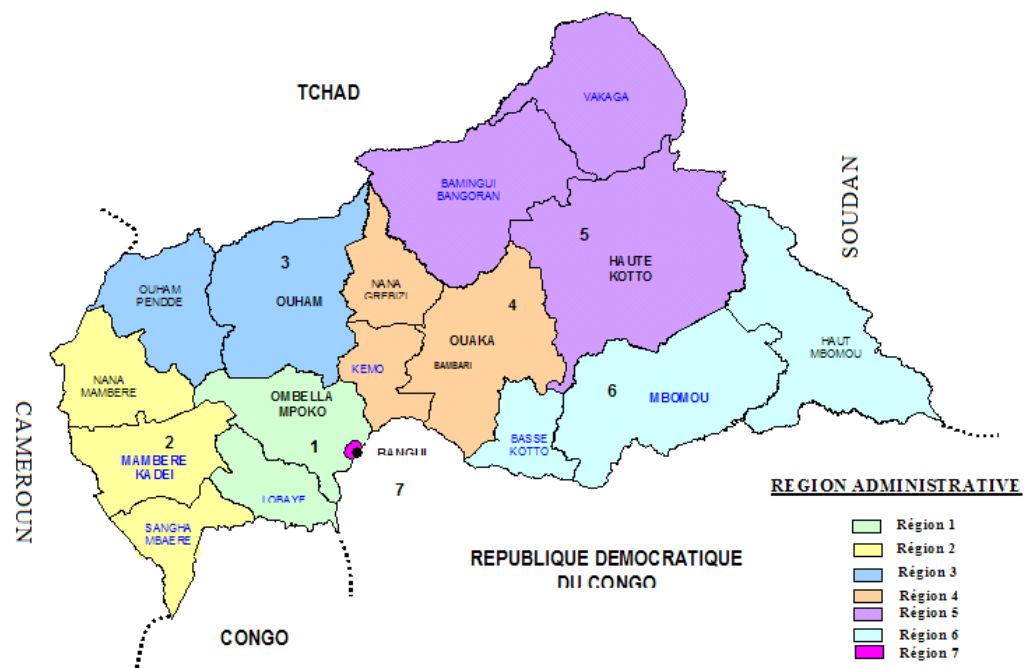 TCHAD
VAKAGA
SOUDAN
BAMINGUI
BANGORAN
5
HAUTE
KOTTO
3
OUHAM
OUHAM
PENDDE
NANA
GREBIZI
4
OUAKA
BAMBARI
HAUT
MBOMOU
KEMO
NANA
MAMBERE
6
MBOMOU
OMBELLA
MPOKO
1
CAMEROUN
2
MAMBERE
KADEI
BASSE
KOTTO
BANGUI
7
LOBAYE
SANGHA
MBAERE
REPUBLIQUE DEMOCRATIQUE
DU CONGO
CONGO
REGION ADMINISTRATIVE
Région 1
Région 2
Région 3
Région 4
Région 5
Région 6
Région 7